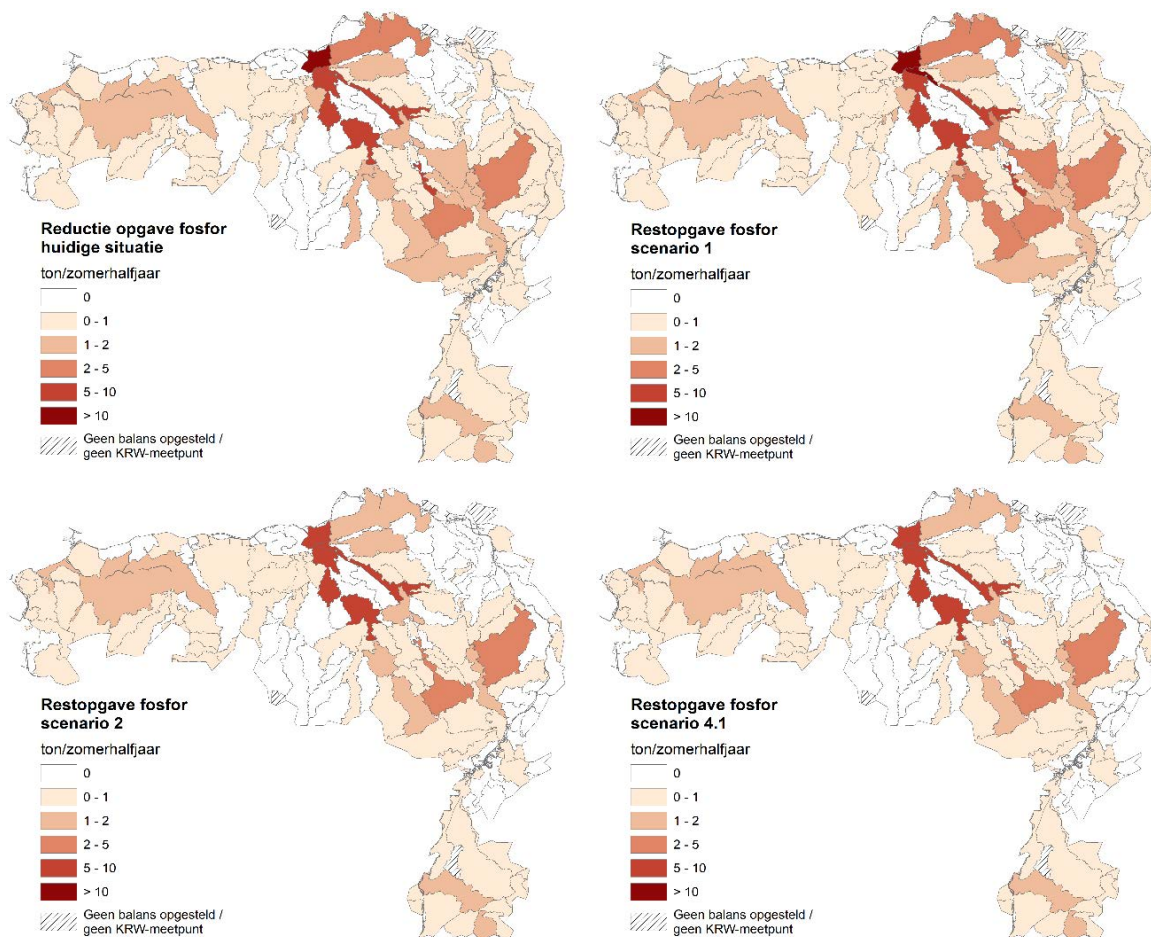 Reductie opgave fosfor
huidige situatie
ton/zomerhalfjaar
0
0 - 1
1 - 2
2 - 5
5 - 10
> 10
Geen balans opgesteld /
geen KRW-meetpunt
Restopgave fosfor
scenario 1
ton/zomerhalfjaar
0
0 - 1
1 - 2
2 - 5
5 - 10
> 10
Geen balans opgesteld /
geen KRW-meetpunt
Restopgave fosfor
scenario 2
ton/zomerhalfjaar
0
0 - 1
1 - 2
2 - 5
5 - 10
> 10
Geen balans opgesteld /
geen KRW-meetpunt
Restopgave fosfor
scenario 4.1
ton/zomerhalfjaar
0
0 - 1
1 - 2
2 - 5
5 - 10
> 10
Geen balans opgesteld /
geen KRW-meetpunt